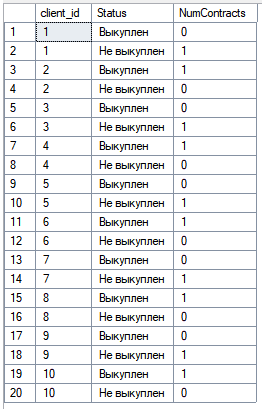 client_id Status NumContracts
1 1 Выкуплен 0
2 1 Не выкуплен 1
3 2 Выкуплен 1
4 2 Не выкуплен 0
5 3 Выкуплен 0
6 3 Не выкуплен 1
7 4 Выкуплен 1
8 4 Не выкуплен 0
9 5 Выкуплен 0
10 5 Не выкуплен 1
11 6 Выкуплен 1
12 6 Не выкуплен 0
13 7 Выкуплен 0
14 7 Не выкуплен 1
15 8 Выкуплен 1
16 8 Не выкуплен 0
17 9 Выкуплен 0
18 9 Не выкуплен 1
19 10 Выкуплен 1
20 10 Не выкуплен 0